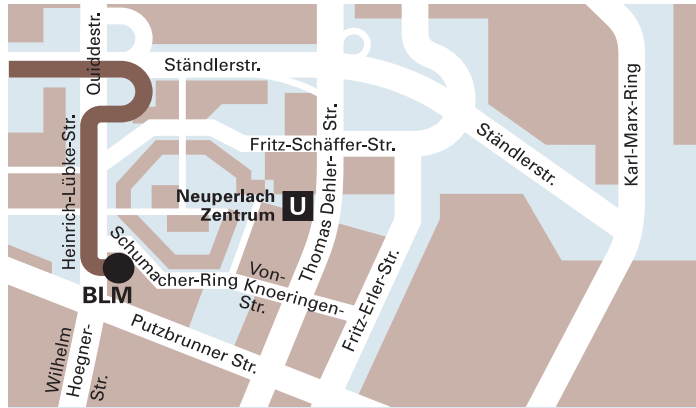 Quiddestr.
Ständlerstr.
Karl-Marx-Ring
Heinrich-Lübke-Str.
Fritz-Schäffer-Str.
Ständlerstr.
Thomas Dehler- Str.
Neuperlach
Zentrum
U
Schumacher-Ring
Von-
Knoeringen-
Str.
Fritz-Erler-Str.
BLM
Putzbrunner Str.
Wilhelm
Hoegner-
Str.